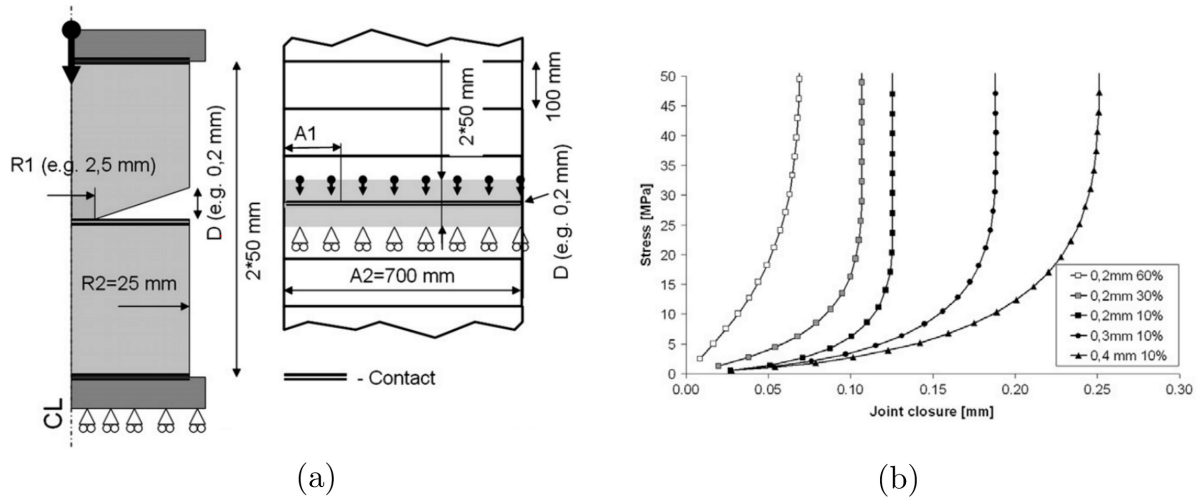 R1 (e.g. 2,5 mm)
D (e.g. 0,2 mm)
2*50 mm
R2=25 mm
CL
A1
2*50 mm
100 mm
D (e.g. 0,2 mm)
A2=700 mm
- Contact
(a)
Stress [MPa]
50
45
40
35
30
25
20
15
10
5
0
0.00 0.05 0.10 0.15 0.20 0.25 0.30
Joint closure [mm]
0,2mm 60%
0,2mm 30%
0,2mm 10%
0,3mm 10%
0,4 mm 10%
(b)